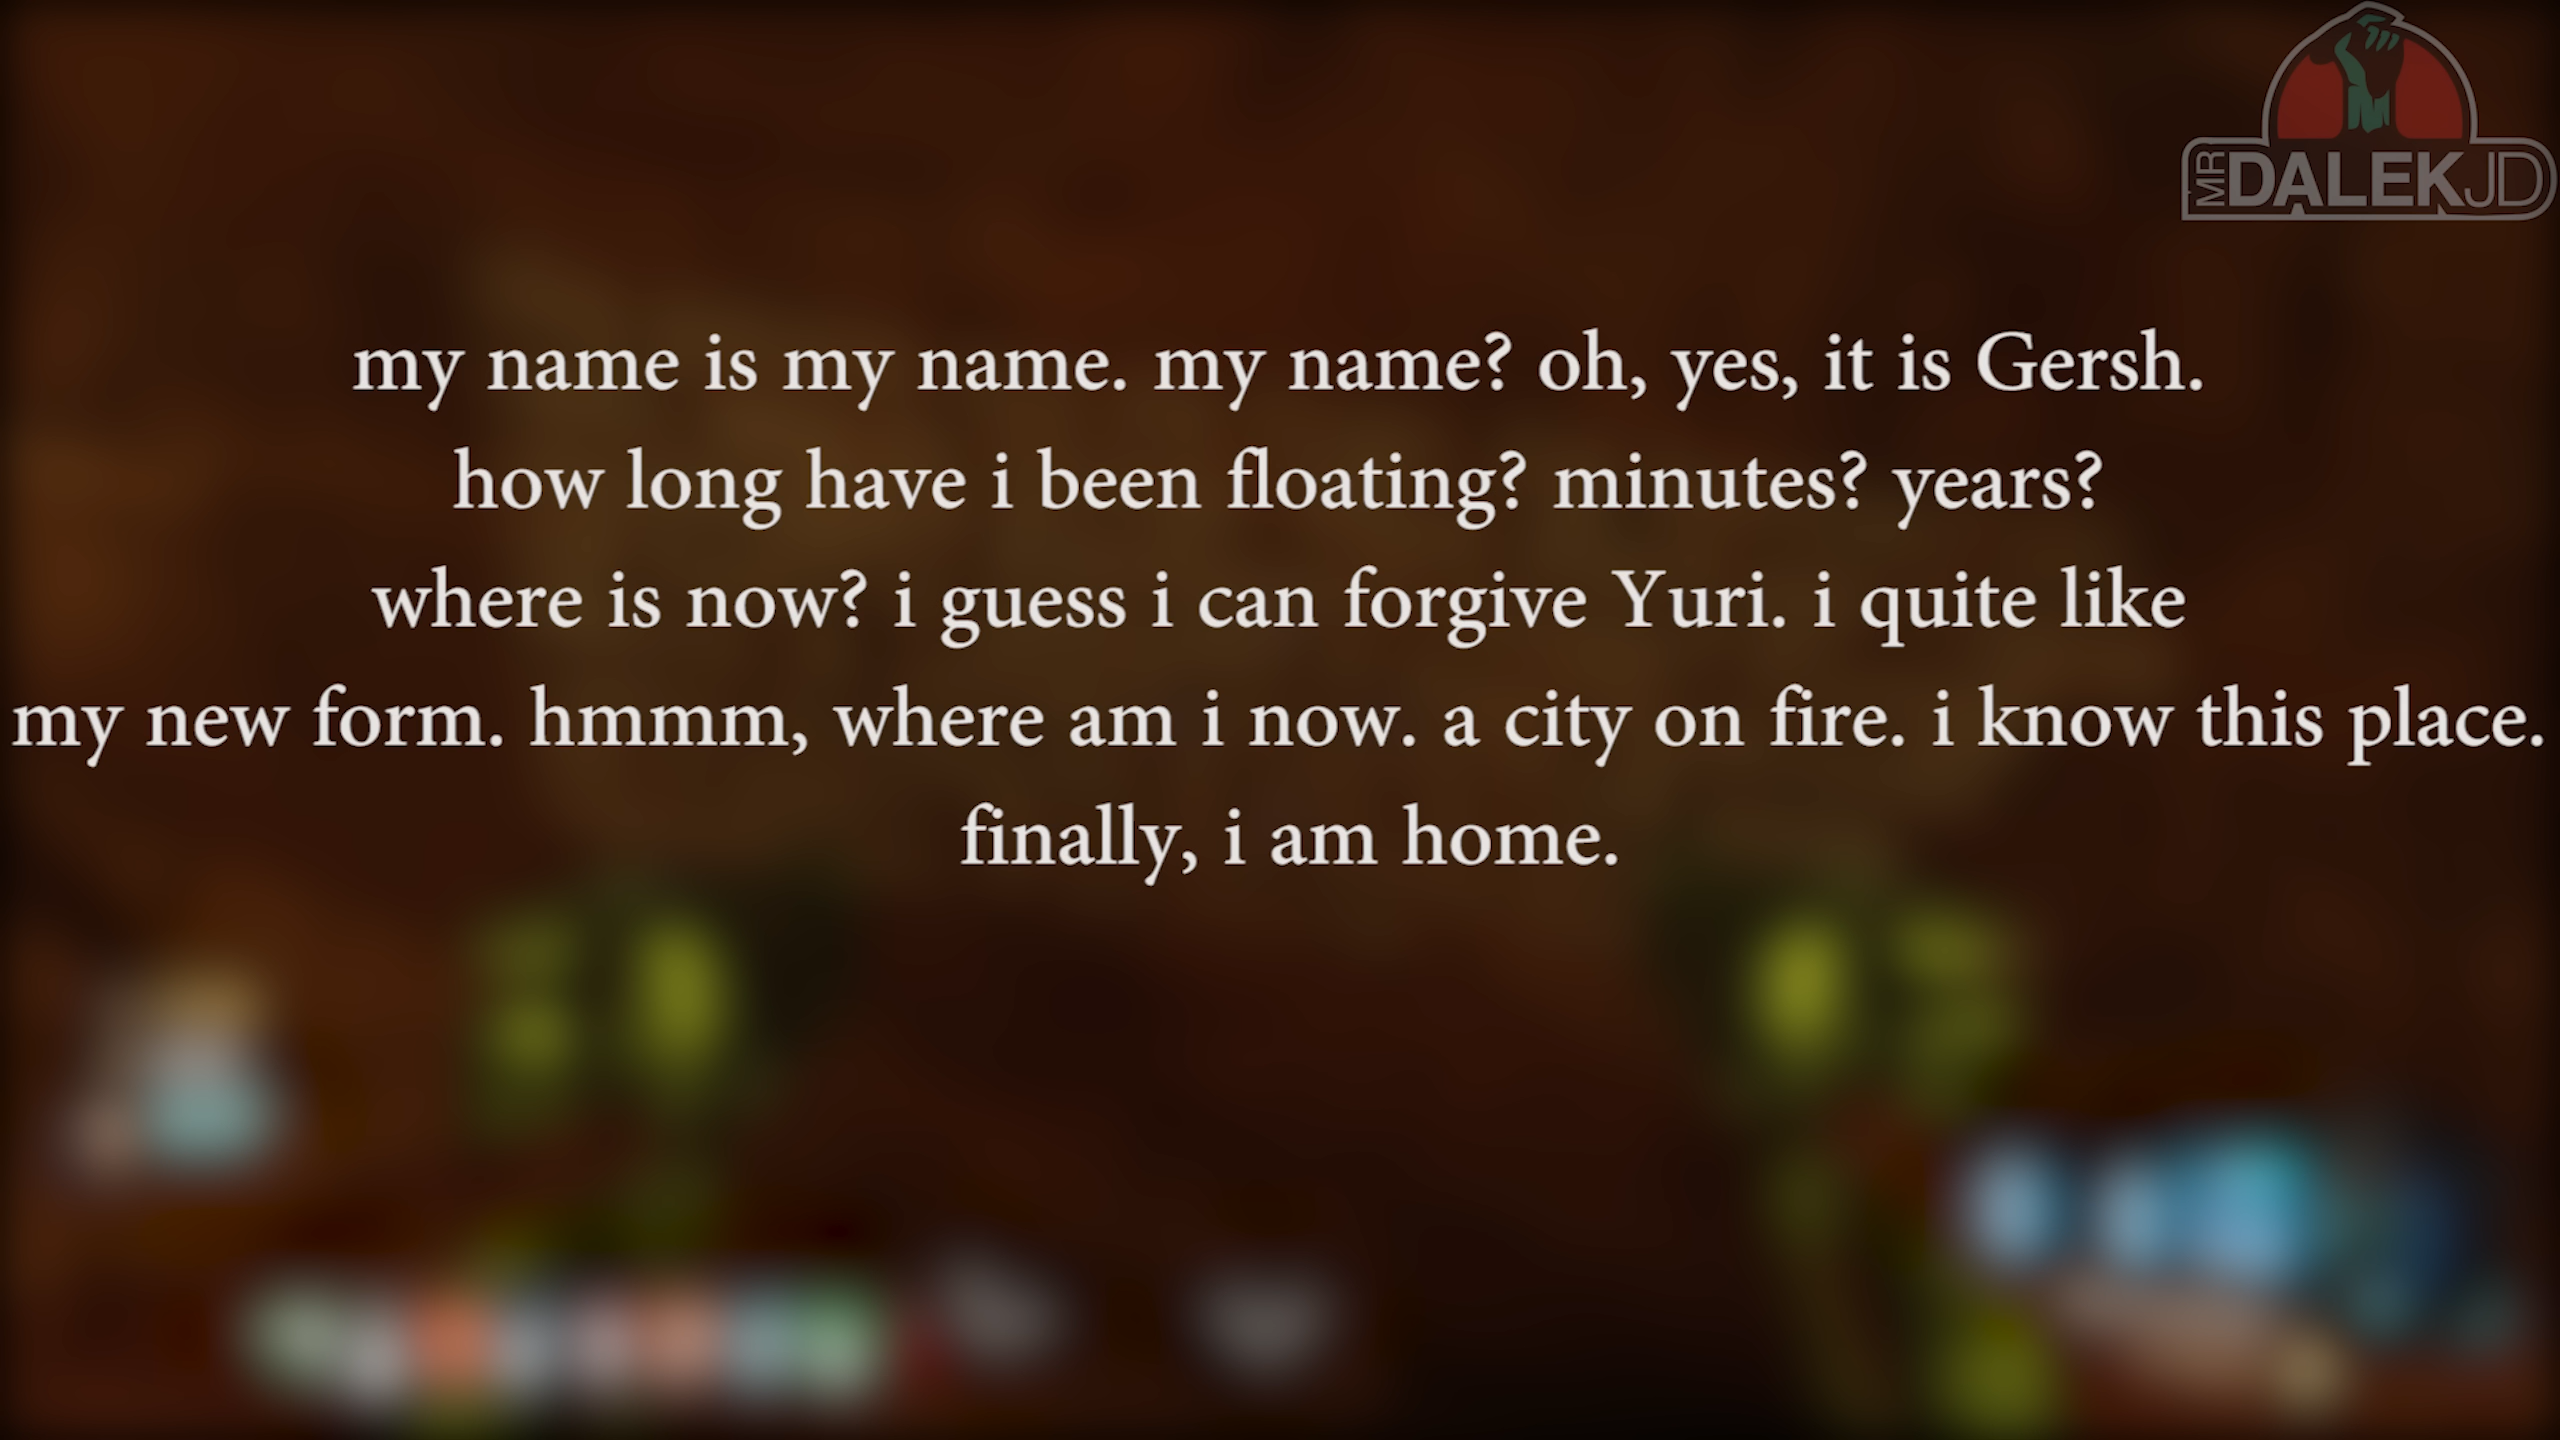 MR DALEKJD
my name is my name. my name? oh, yes, it is Gersh.
how long have i been floating? minutes? years?
where is now? i guess i can forgive Yuri. i quite like
my new form. hmmm, where am i now. a city on fire. i know this place.
finally, i am home.